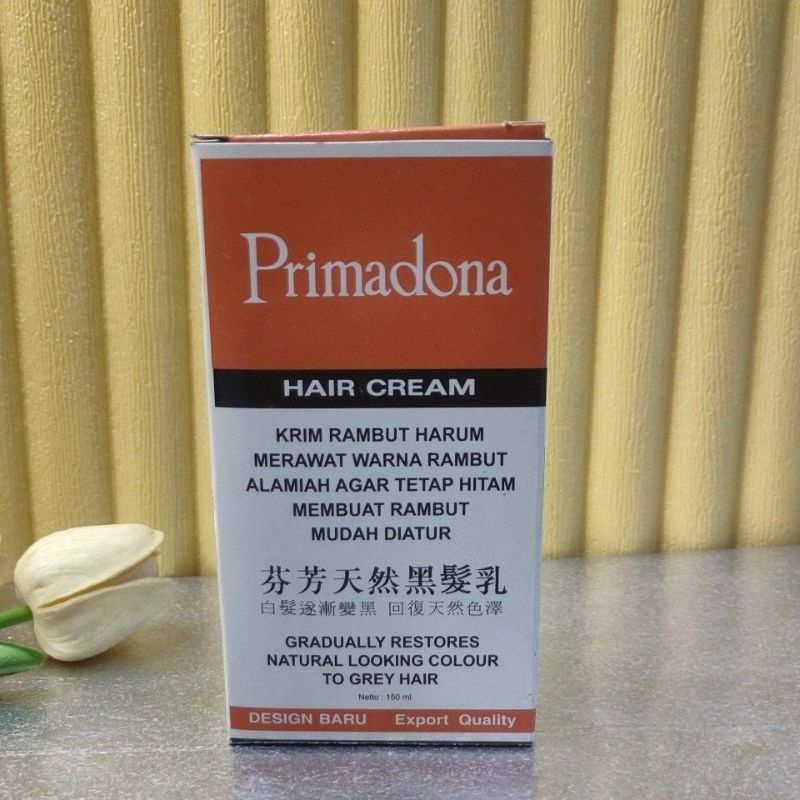 Primadona
HAIR CREAM
KRIM RAMBUT HARUM
MERAWAT WARNA RAMBUT
ALAMIAH AGAR TETAP HITAM
MEMBUAT RAMBUT
MUDAH DIATUR
芬芳天然黑髮乳
白髮逐漸變黑 回復天然色澤
GRADUALLY RESTORES
NATURAL LOOKING COLOUR
TO GREY HAIR
Netto : 150 ml
DESIGN BARU Export Quality